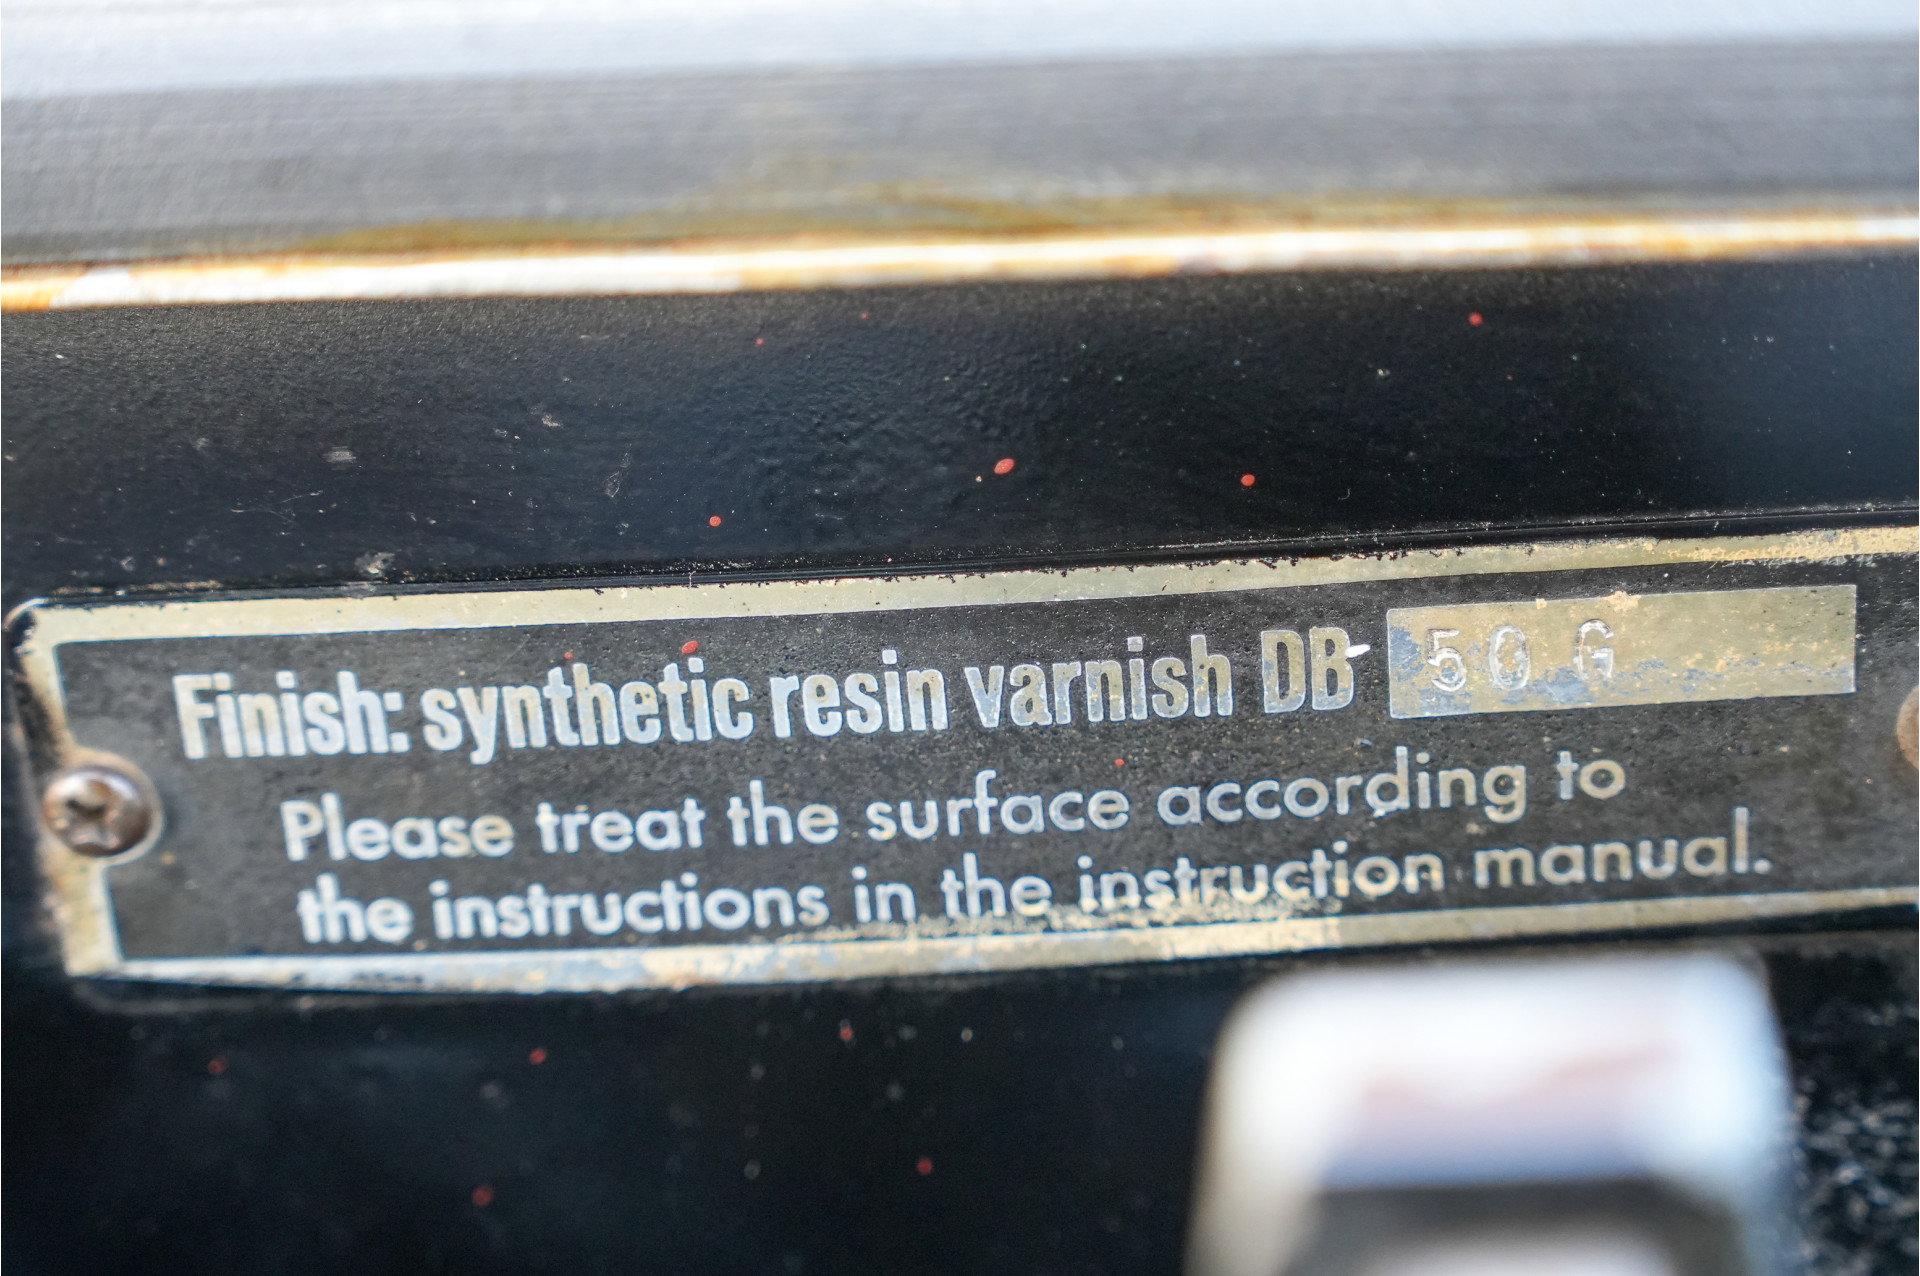 Finish: synthetic resin varnish DB- 50 G
Please treat the surface according to
the instructions in the instruction manual.